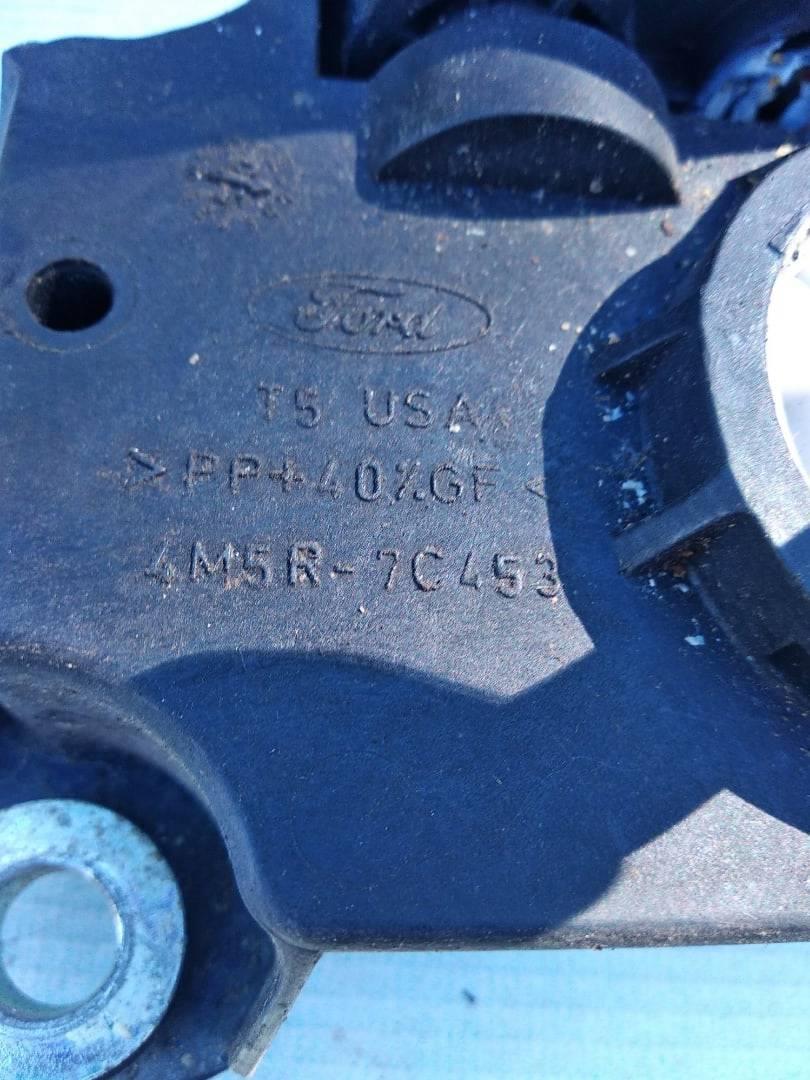 Ford
T5 USA
>PP+40%GF<
4M5R-7C453